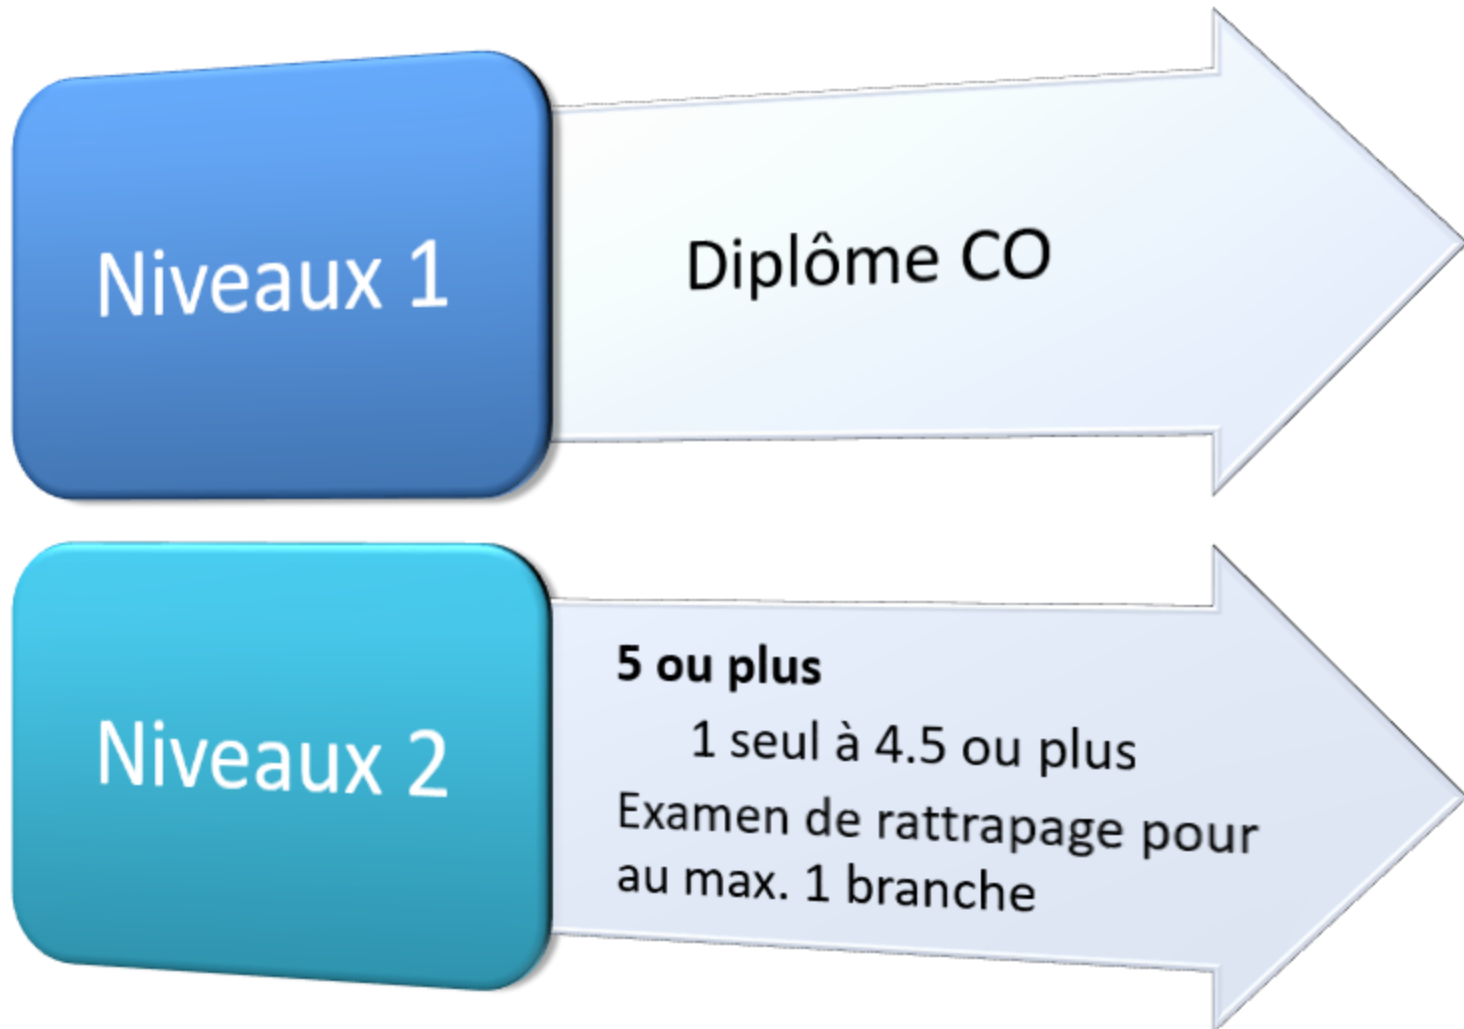 Niveaux 1
Diplôme CO
Niveaux 2
5 ou plus
1 seul à 4.5 ou plus
Examen de rattrapage pour
au max. 1 branche